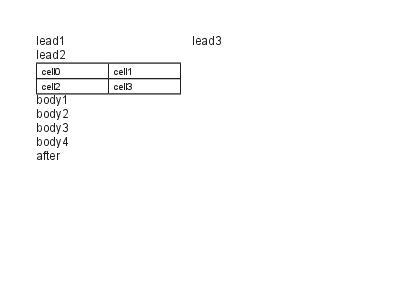 lead1
lead2
cell0 cell1
cell2 cell3
body1
body2
body3
body4
after
lead3